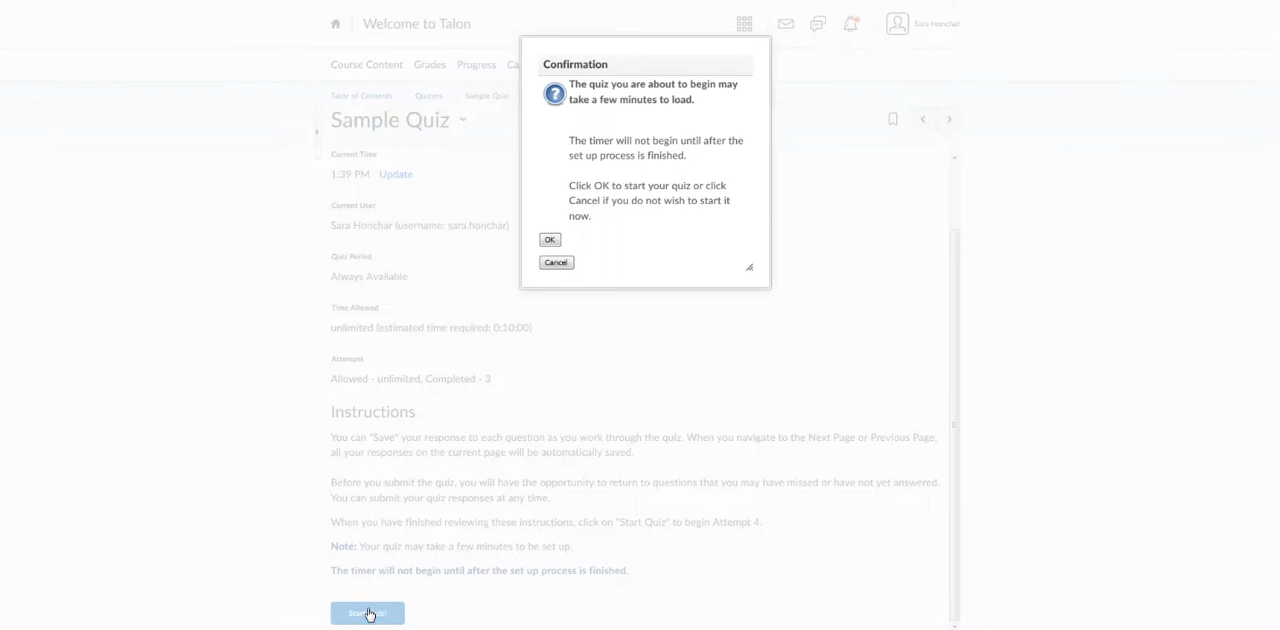 Welcome to Talon
Sara Honchar
Course Content Grades Progress Ca
Confirmation
The quiz you are about to begin may
take a few minutes to load.
The timer will not begin until after the
set up process is finished.
Click OK to start your quiz or click
Cancel if you do not wish to start it
now.
OK
Cancel
Table of Contents Quizzes Sample Quiz
Sample Quiz
Current Time
1:39 PM Update
Current User
Sara Honchar (username: sara.honchar)
Quiz Period
Always Available
Time Allowed
unlimited (estimated time required: 0:10:00)
Attempts
Allowed - unlimited, Completed - 3
Instructions
You can "Save" your response to each question as you work through the quiz. When you navigate to the Next Page or Previous Page,
all your responses on the current page will be automatically saved.
Before you submit the quiz, you will have the opportunity to return to questions that you may have missed or have not yet answered.
You can submit your quiz responses at any time.
When you have finished reviewing these instructions, click on "Start Quiz" to begin Attempt 4.
Note: Your quiz may take a few minutes to be set up.
The timer will not begin until after the set up process is finished.